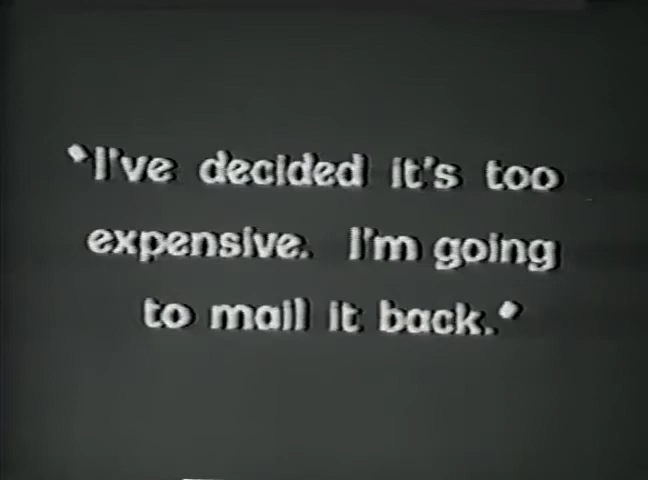 "I've decided it's too
expensive. I'm going
to mail it back."